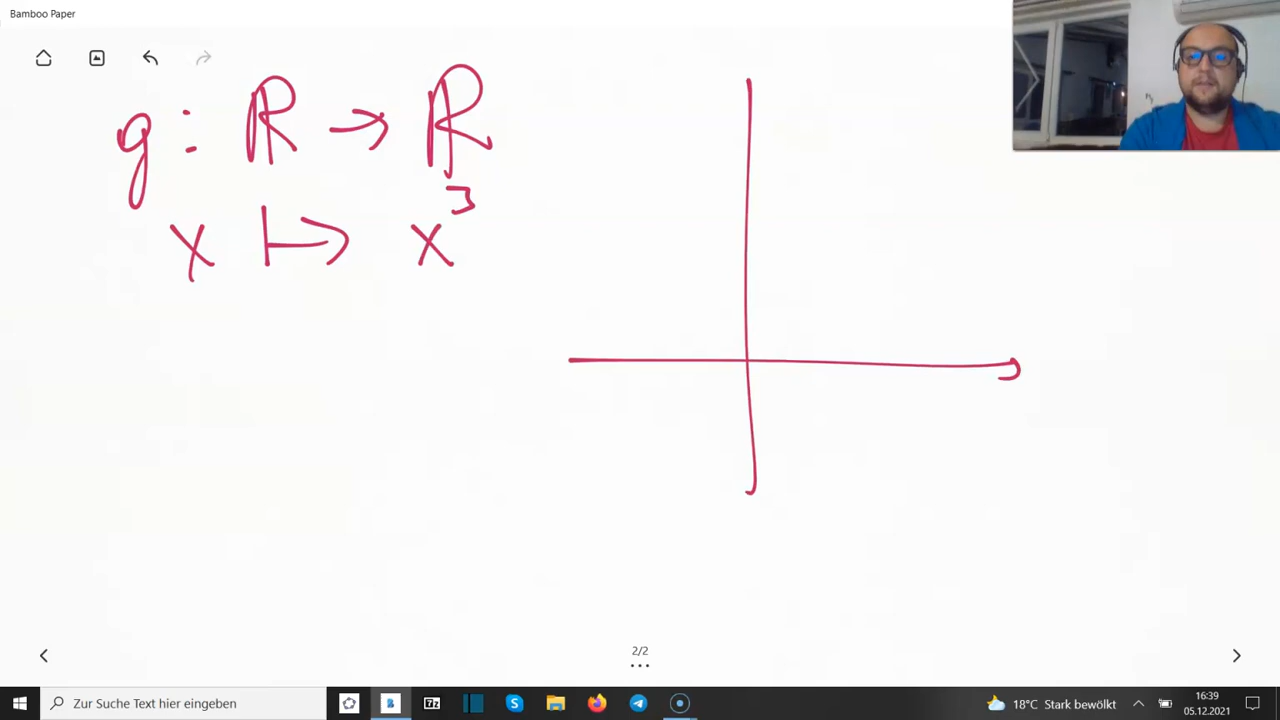 Bamboo Paper
g: ℝ → ℝ
x ↦ x³
2/2
Zur Suche Text hier eingeben
18°C Stark bewölkt
16:39
05.12.2021